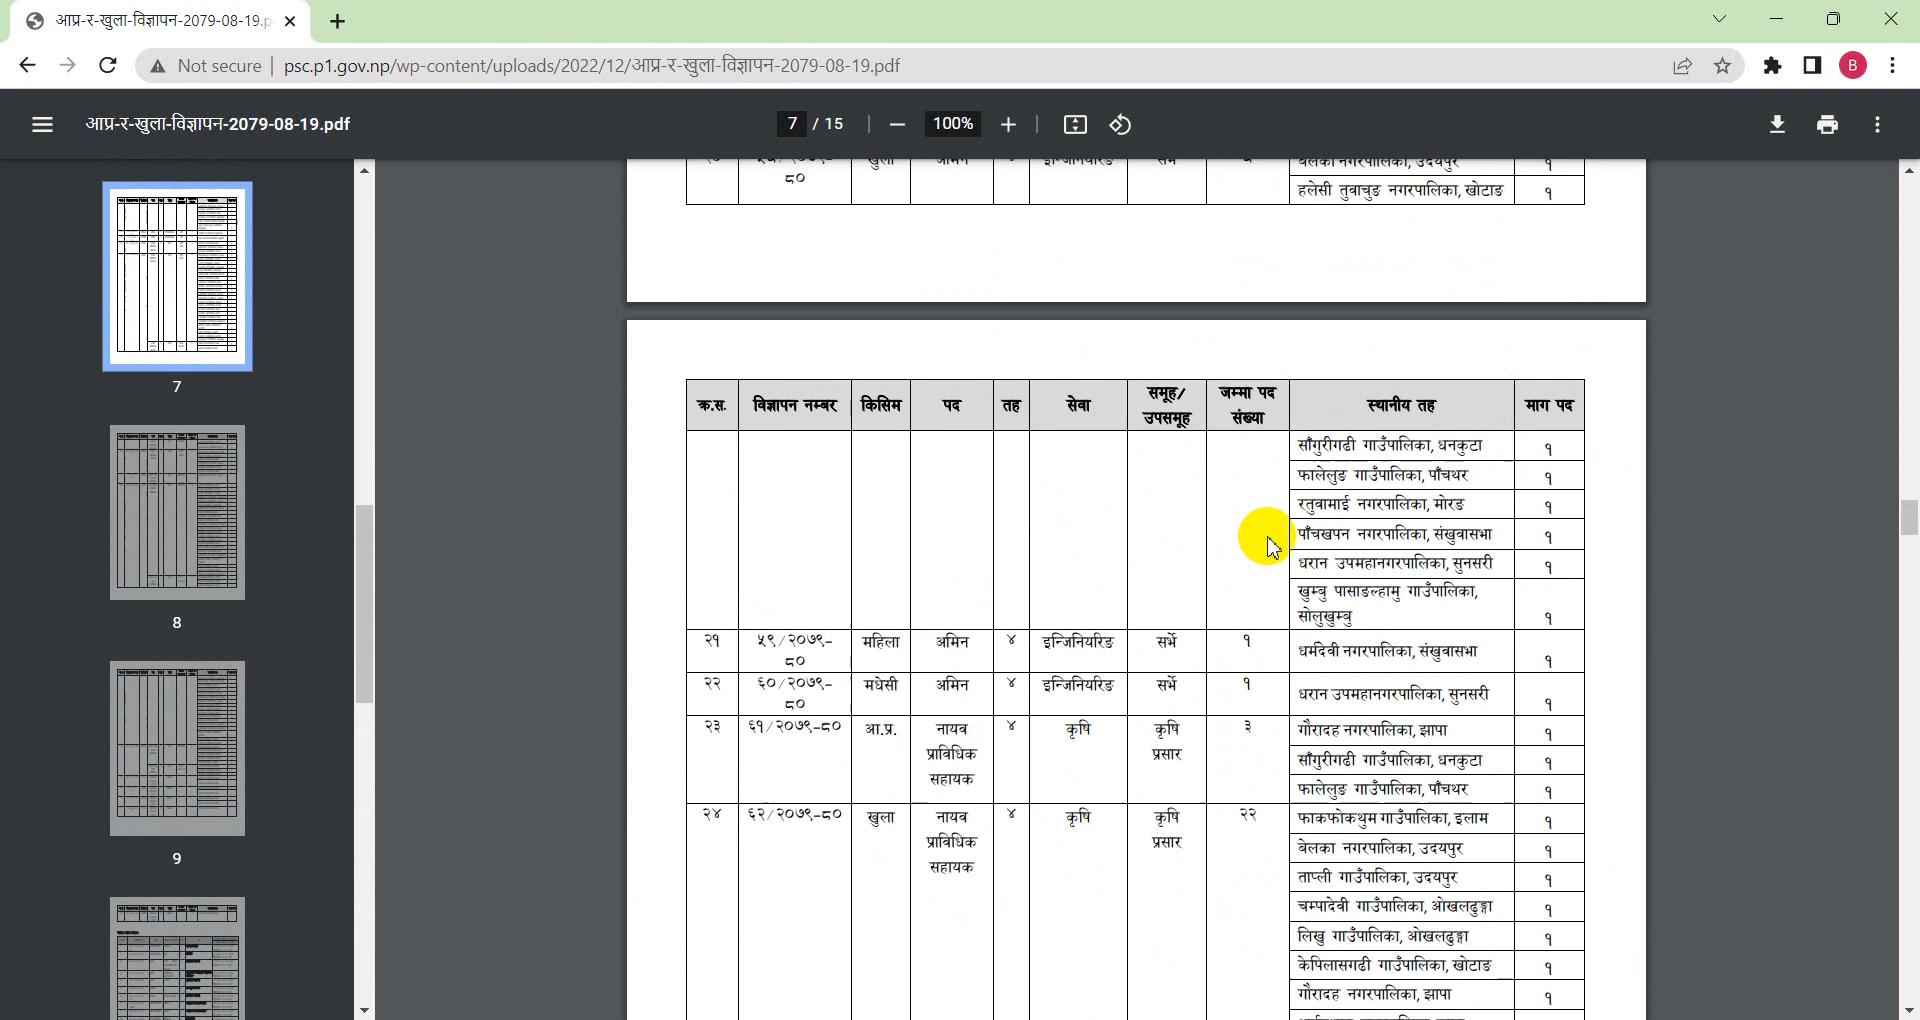 आप्र-र-खुला-विज्ञापन-2079-08-19.p
Not secure | psc.p1.gov.np/wp-content/uploads/2022/12/आप्र-र-खुला-विज्ञापन-2079-08-19.pdf
B
आप्र-र-खुला-विज्ञापन-2079-08-19.pdf
7 / 15 | — 100% +
7
8
9
८०
बेलका नगरपालिका, उदयपुर १
हलेसी तुवाचुङ नगरपालिका, खोटाङ १
क्र.स. विज्ञापन नम्बर किसिम पद तह सेवा समूह/ उपसमूह जम्मा पद संख्या स्थानीय तह माग पद
साँगुरीगढी गाउँपालिका, धनकुटा १
फालेलुङ गाउँपालिका, पाँचथर १
रतुवामाई नगरपालिका, मोरङ १
पाँचखपन नगरपालिका, संखुवासभा १
धरान उपमहानगरपालिका, सुनसरी १
खुम्बु पासाङल्हामु गाउँपालिका,
सोलुखुम्बु १
२१ ५९/२०७९-८० महिला अमिन ४ इन्जिनियरिङ सर्भे १ धर्मदेवी नगरपालिका, संखुवासभा १
२२ ६०/२०७९-८० मधेसी अमिन ४ इन्जिनियरिङ सर्भे १ धरान उपमहानगरपालिका, सुनसरी १
२३ ६१/२०७९-८० आ.प्र. नायव प्राविधिक सहायक ४ कृषि कृषि प्रसार ३ गौरादह नगरपालिका, झापा १
साँगुरीगढी गाउँपालिका, धनकुटा १
फालेलुङ गाउँपालिका, पाँचथर १
२४ ६२/२०७९-८० खुला नायव प्राविधिक सहायक ४ कृषि कृषि प्रसार २२ फाकफोकथुम गाउँपालिका, इलाम १
बेलका नगरपालिका, उदयपुर १
ताप्ली गाउँपालिका, उदयपुर १
चम्पादेवी गाउँपालिका, ओखलढुङ्गा १
लिखु गाउँपालिका, ओखलढुङ्गा १
केपिलासगढी गाउँपालिका, खोटाङ १
गौरादह नगरपालिका, झापा १